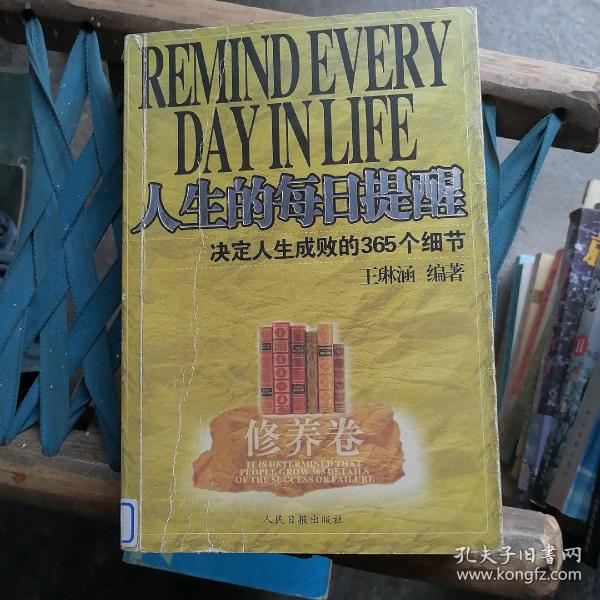 REMIND EVERY
DAY IN LIFE
人生的每日提醒
决定人生成败的365个细节
王琳涵 编著
修养卷
IT IS DETERMINED THAT
PEOPLE GROW 365 DETAILS
OF THE SUCCESS OR FAILURE
人民日报出版社
孔夫子旧书网
www.kongfz.com